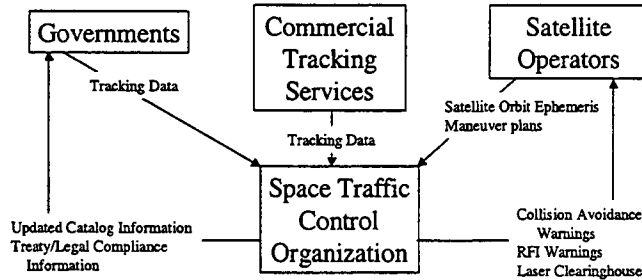 Governments
Commercial
Tracking
Services
Satellite
Operators
Tracking Data
Tracking Data
Satellite Orbit Ephemeris
Maneuver plans
Space Traffic
Control
Organization
Updated Catalog Information
Treaty/Legal Compliance
Information
Collision Avoidance
Warnings
RFI Warnings
Laser Clearinghouse